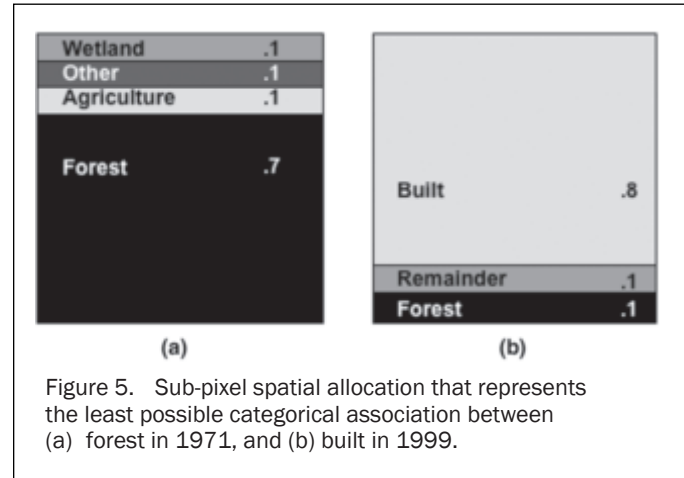 Wetland .1
Other .1
Agriculture .1
Forest .7
Built .8
Remainder .1
Forest .1
(a) (b)
Figure 5. Sub-pixel spatial allocation that represents
the least possible categorical association between
(a) forest in 1971, and (b) built in 1999.